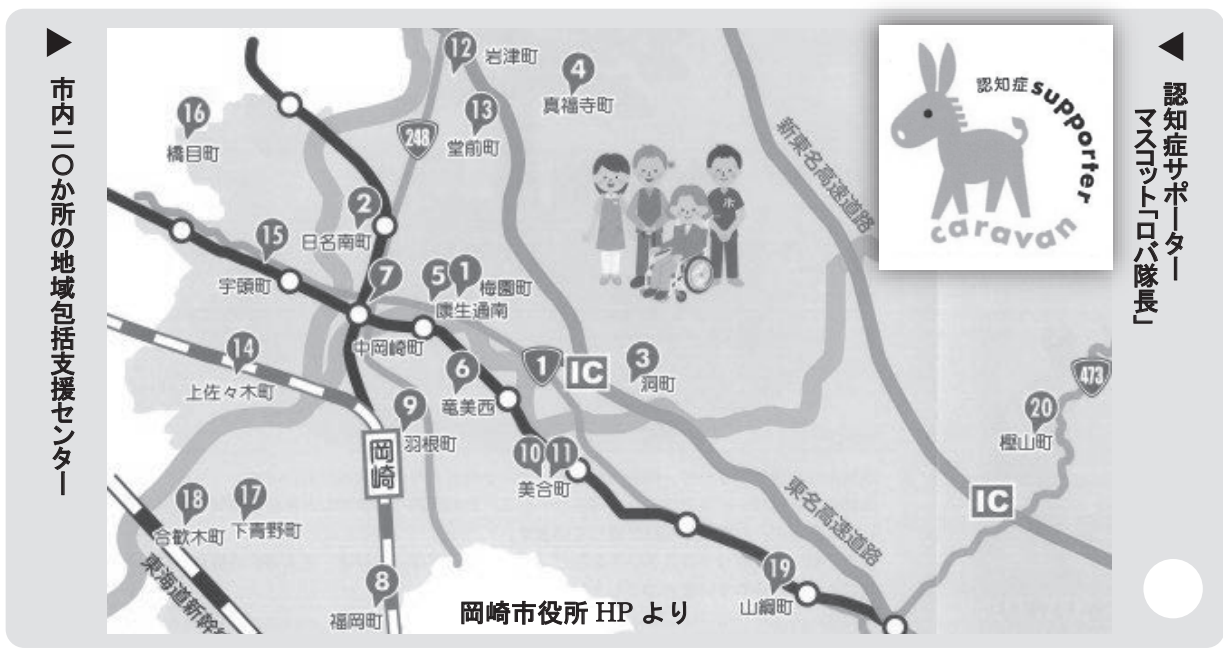 ▼ 認知症サポーター
マスコット「ロバ隊長」
認知症 supporter
caravan
12
岩津町
4
真福寺町
13
堂前町
16
橋目町
248
新東名高速道路
2
日名南町
15
宇頭町
7
5
1
梅園町
康生通南
中岡崎町
14
上佐々木町
6
竜美西
1
IC
3
洞町
473
20
樫山町
9
羽根町
岡崎
10
11
美合町
IC
18
合歓木町
17
下青野町
東名高速道路
東海道新幹
8
福岡町
19
山綱町
岡崎市役所 HP より
▼ 市内二〇か所の地域包括支援センター